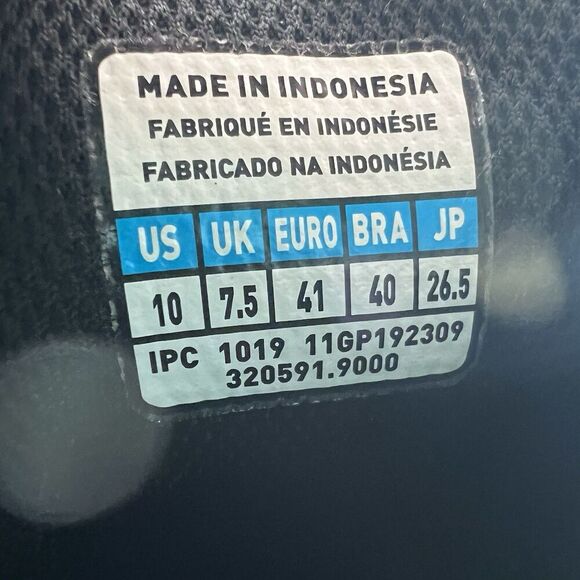 MADE IN INDONESIA
FABRIQUÉ EN INDONÉSIE
FABRICADO NA INDONÉSIA
US UK EURO BRA JP
10 7.5 41 40 26.5
IPC 1019 11GP192309
320591.9000